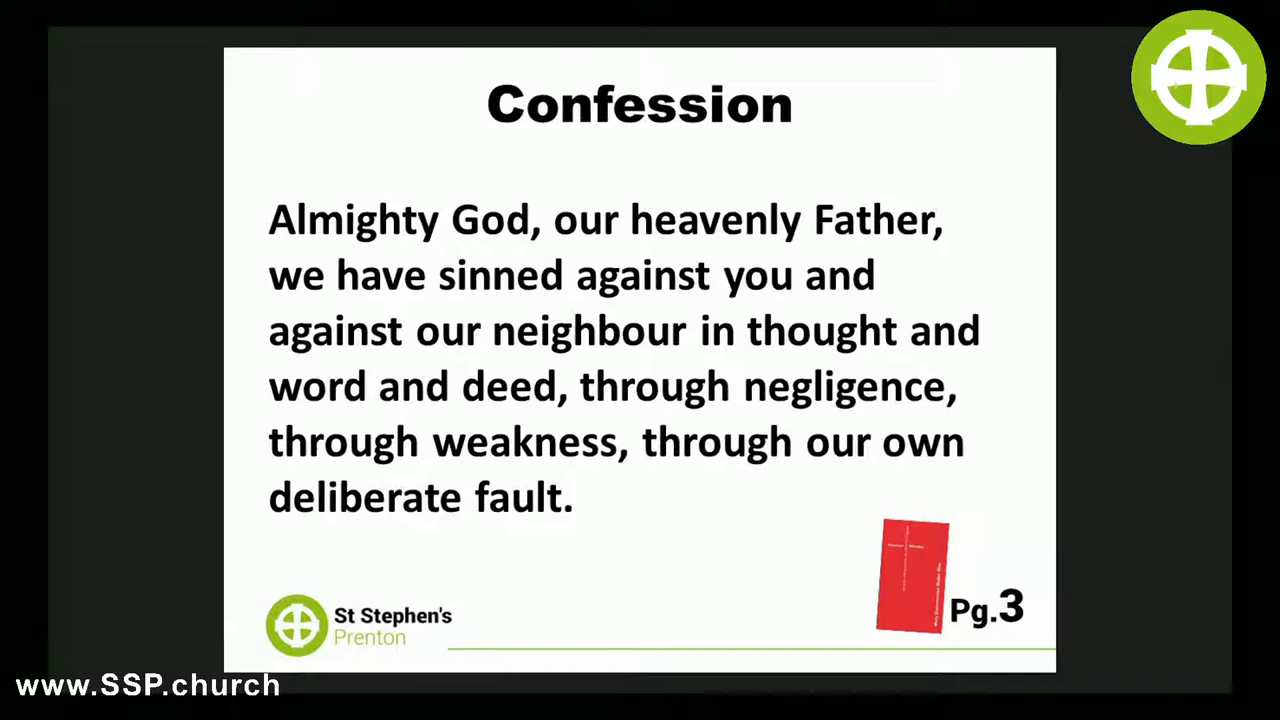 Confession
Almighty God, our heavenly Father,
we have sinned against you and
against our neighbour in thought and
word and deed, through negligence,
through weakness, through our own
deliberate fault.
Pg.3
St Stephen's
Prenton
www.SSP.church